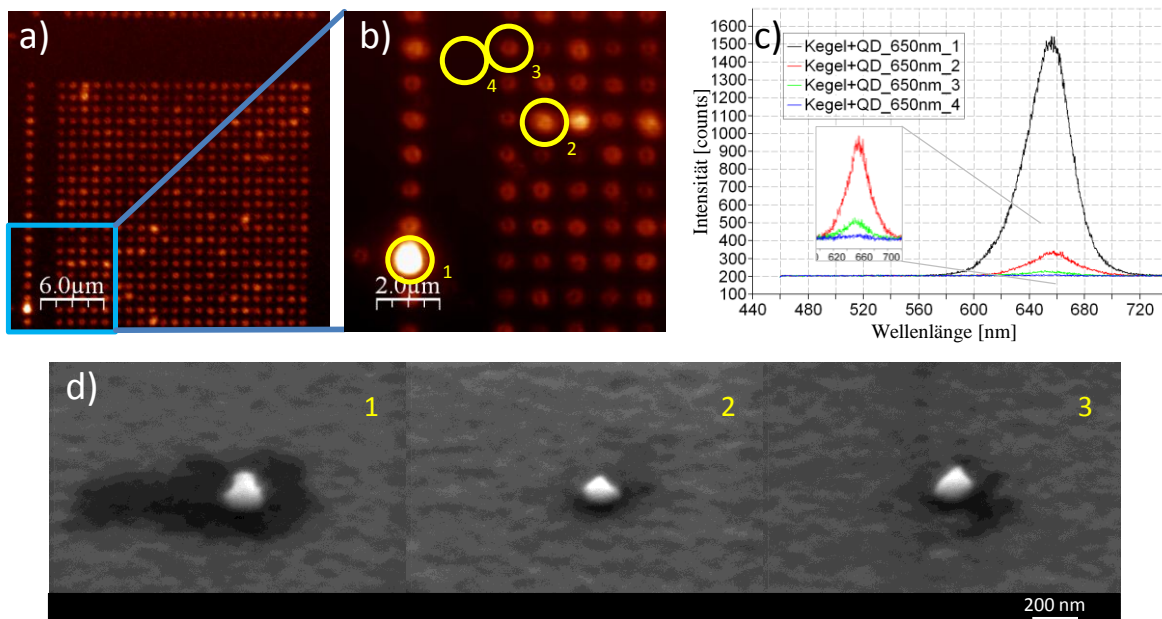 a)
6.0µm
b)
4
3
2
1
2.0µm
c)
Intensität [counts]
1500
1400
1300
1200
1100
1000
900
800
700
600
500
400
300
200
100
Kegel+QD_650nm_1
Kegel+QD_650nm_2
Kegel+QD_650nm_3
Kegel+QD_650nm_4
620 660 700
440 480 520 560 600 640 680 720
Wellenlänge [nm]
d)
1
2
3
200 nm